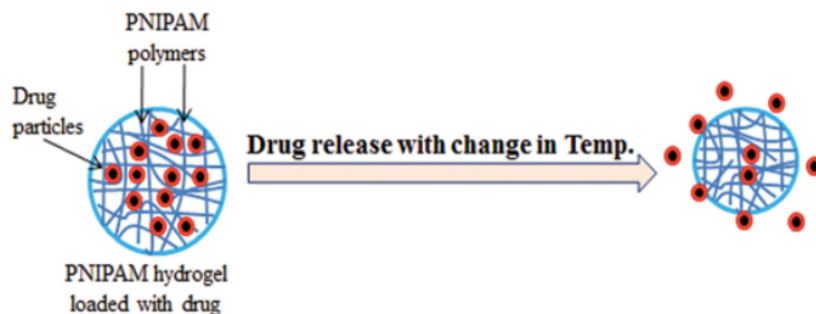 PNIPAM
polymers
Drug
particles
Drug release with change in Temp.
PNIPAM hydrogel
loaded with drug